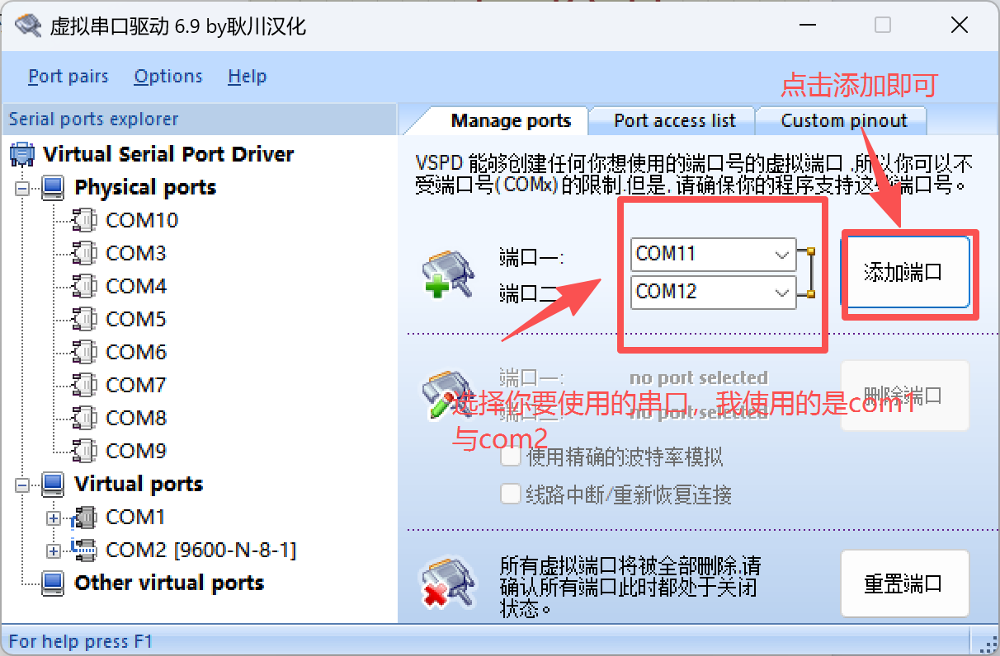 虚拟串口驱动 6.9 by耿川汉化
Port pairs Options Help
点击添加即可
Serial ports explorer
Manage ports Port access list Custom pinout
Virtual Serial Port Driver
Physical ports
COM10
COM3
COM4
COM5
COM6
COM7
COM8
COM9
Virtual ports
COM1
COM2 [9600-N-8-1]
Other virtual ports
VSPD 能够创建任何你想使用的端口号的虚拟端口 .所以你可以不
受端口号(COMx)的限制.但是, 请确保你的程序支持这些端口号。
端口一:
COM11
端口二
COM12
添加端口
端口一:
no port selected
端口二:
no port selected
删除端口
选择你要使用的串口，我使用的是com1
与com2
使用精确的波特率模拟
线路中断/重新恢复连接
所有虚拟端口将被全部删除.请
确认所有端口此时都处于关闭
状态。
重置端口
For help press F1